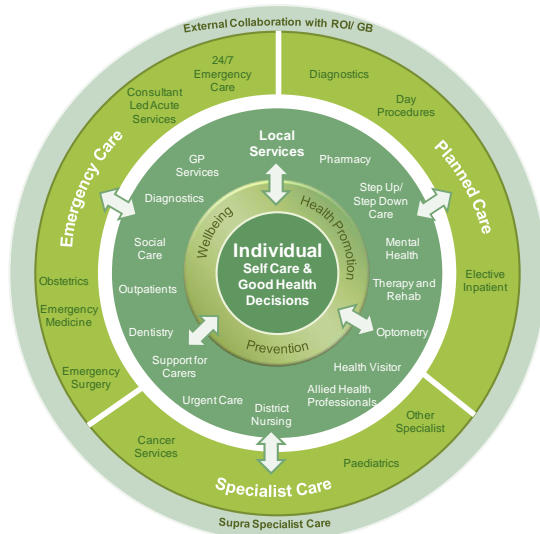 External Collaboration with ROI/ GB
24/7
Emergency
Care
Consultant
Led Acute
Services
Emergency Care
Obstetrics
Emergency
Medicine
Emergency
Surgery
Diagnostics
Day
Procedures
Planned Care
Elective
Inpatient
Other
Specialist
Paediatrics
Cancer
Services
Specialist Care
Supra Specialist Care
Local
Services
GP
Services
Diagnostics
Social
Care
Outpatients
Dentistry
Support for
Carers
Urgent Care
District
Nursing
Pharmacy
Step Up/
Step Down
Care
Mental
Health
Therapy and
Rehab
Optometry
Health Visitor
Allied Health
Professionals
Wellbeing
Health Promotion
Prevention
Individual
Self Care &
Good Health
Decisions